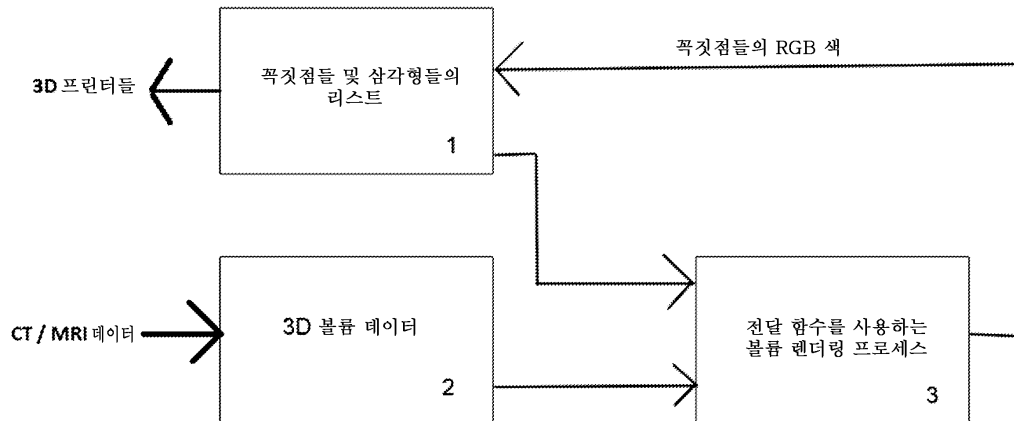 꼭짓점들의 RGB 색
3D 프린터들
꼭짓점들 및 삼각형들의
리스트
1
CT / MRI 데이터
3D 볼륨 데이터
2
전달 함수를 사용하는
볼륨 렌더링 프로세스
3